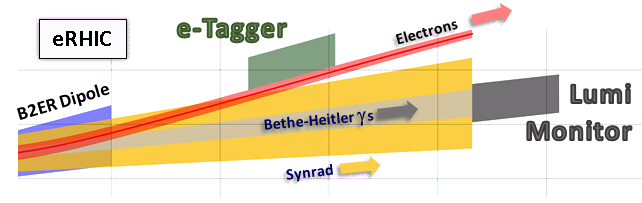 eRHIC
e-Tagger
Electrons
B2ER Dipole
Bethe-Heitler γs
Lumi
Monitor
Synrad